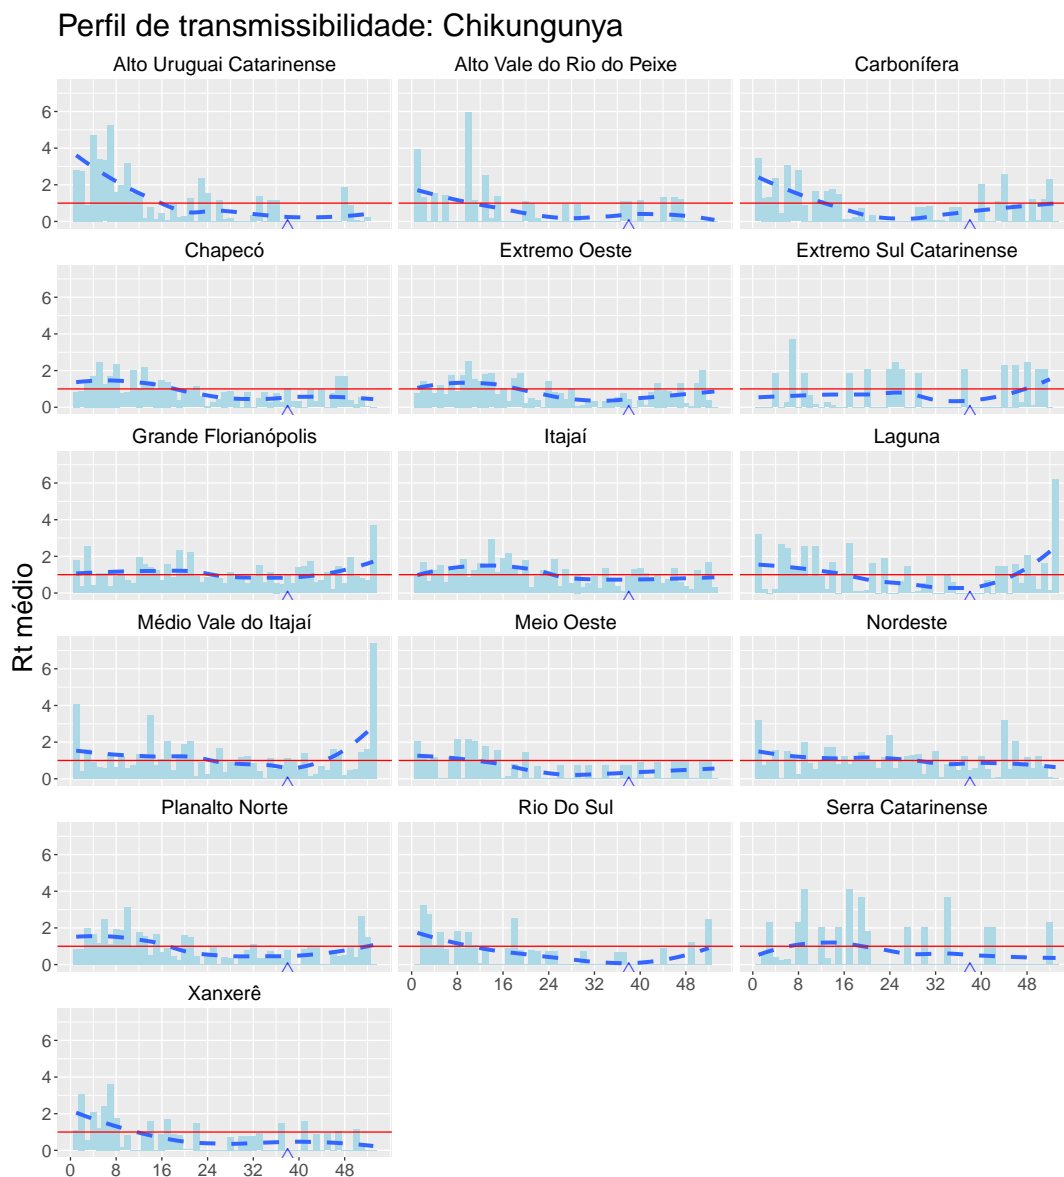 Perfil de transmissibilidade: Chikungunya
Alto Uruguai Catarinense Alto Vale do Rio do Peixe Carbonífera
6
4
2
0
Chapecó Extremo Oeste Extremo Sul Catarinense
6
4
2
0
Grande Florianópolis Itajaí Laguna
6
4
2
0
Rt médio
Médio Vale do Itajaí Meio Oeste Nordeste
6
4
2
0
Planalto Norte Rio Do Sul Serra Catarinense
6
4
2
0
0 8 16 24 32 40 48 0 8 16 24 32 40 48
Xanxerê
6
4
2
0
0 8 16 24 32 40 48